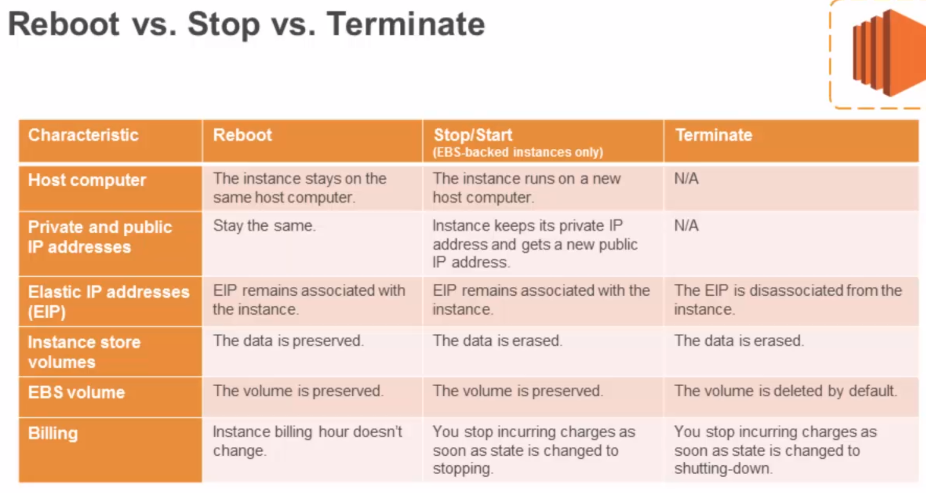 Reboot vs. Stop vs. Terminate
Characteristic
Reboot
Stop/Start
(EBS-backed instances only)
Terminate
Host computer
The instance stays on the
same host computer.
The instance runs on a new
host computer.
N/A
Private and public
IP addresses
Stay the same.
Instance keeps its private IP
address and gets a new public
IP address.
N/A
Elastic IP addresses
(EIP)
EIP remains associated with
the instance.
EIP remains associated with the
instance.
The EIP is disassociated from the
instance.
Instance store
volumes
The data is preserved.
The data is erased.
The data is erased.
EBS volume
The volume is preserved.
The volume is preserved.
The volume is deleted by default.
Billing
Instance billing hour doesn't
change.
You stop incurring charges as
soon as state is changed to
stopping.
You stop incurring charges as
soon as state is changed to
shutting-down.